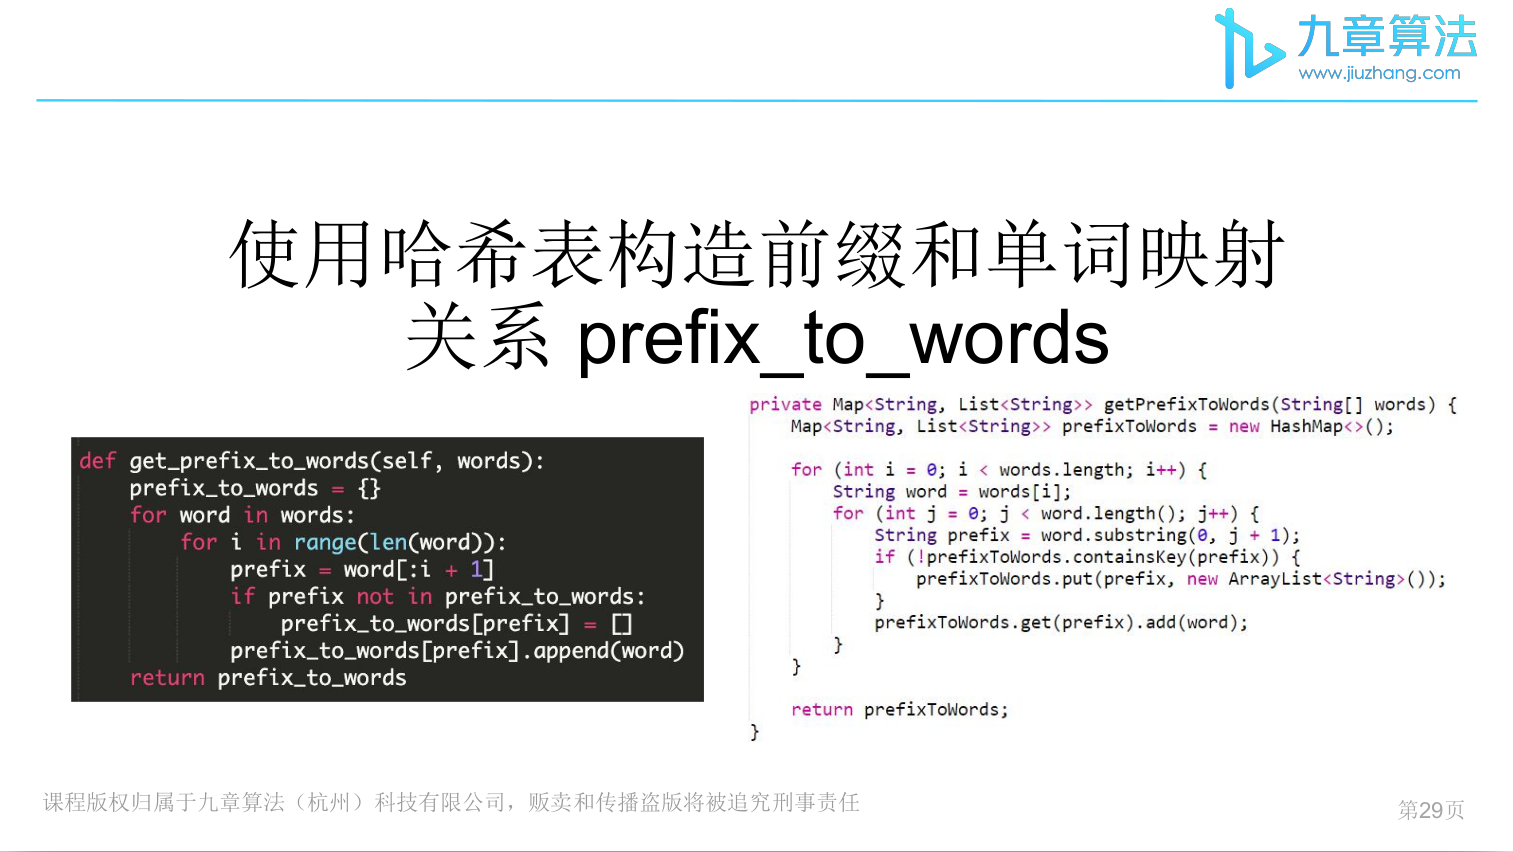 九章算法
www.jiuzhang.com
使用哈希表构造前缀和单词映射
关系 prefix_to_words
def get_prefix_to_words(self, words):
    prefix_to_words = {}
    for word in words:
        for i in range(len(word)):
            prefix = word[:i + 1]
            if prefix not in prefix_to_words:
                prefix_to_words[prefix] = []
            prefix_to_words[prefix].append(word)
    return prefix_to_words
private Map<String, List<String>> getPrefixToWords(String[] words) {
    Map<String, List<String>> prefixToWords = new HashMap<>();
    for (int i = 0; i < words.length; i++) {
        String word = words[i];
        for (int j = 0; j < word.length(); j++) {
            String prefix = word.substring(0, j + 1);
            if (!prefixToWords.containsKey(prefix)) {
                prefixToWords.put(prefix, new ArrayList<String>());
            }
            prefixToWords.get(prefix).add(word);
        }
    }
    return prefixToWords;
}
课程版权归属于九章算法（杭州）科技有限公司，贩卖和传播盗版将被追究刑事责任
第29页